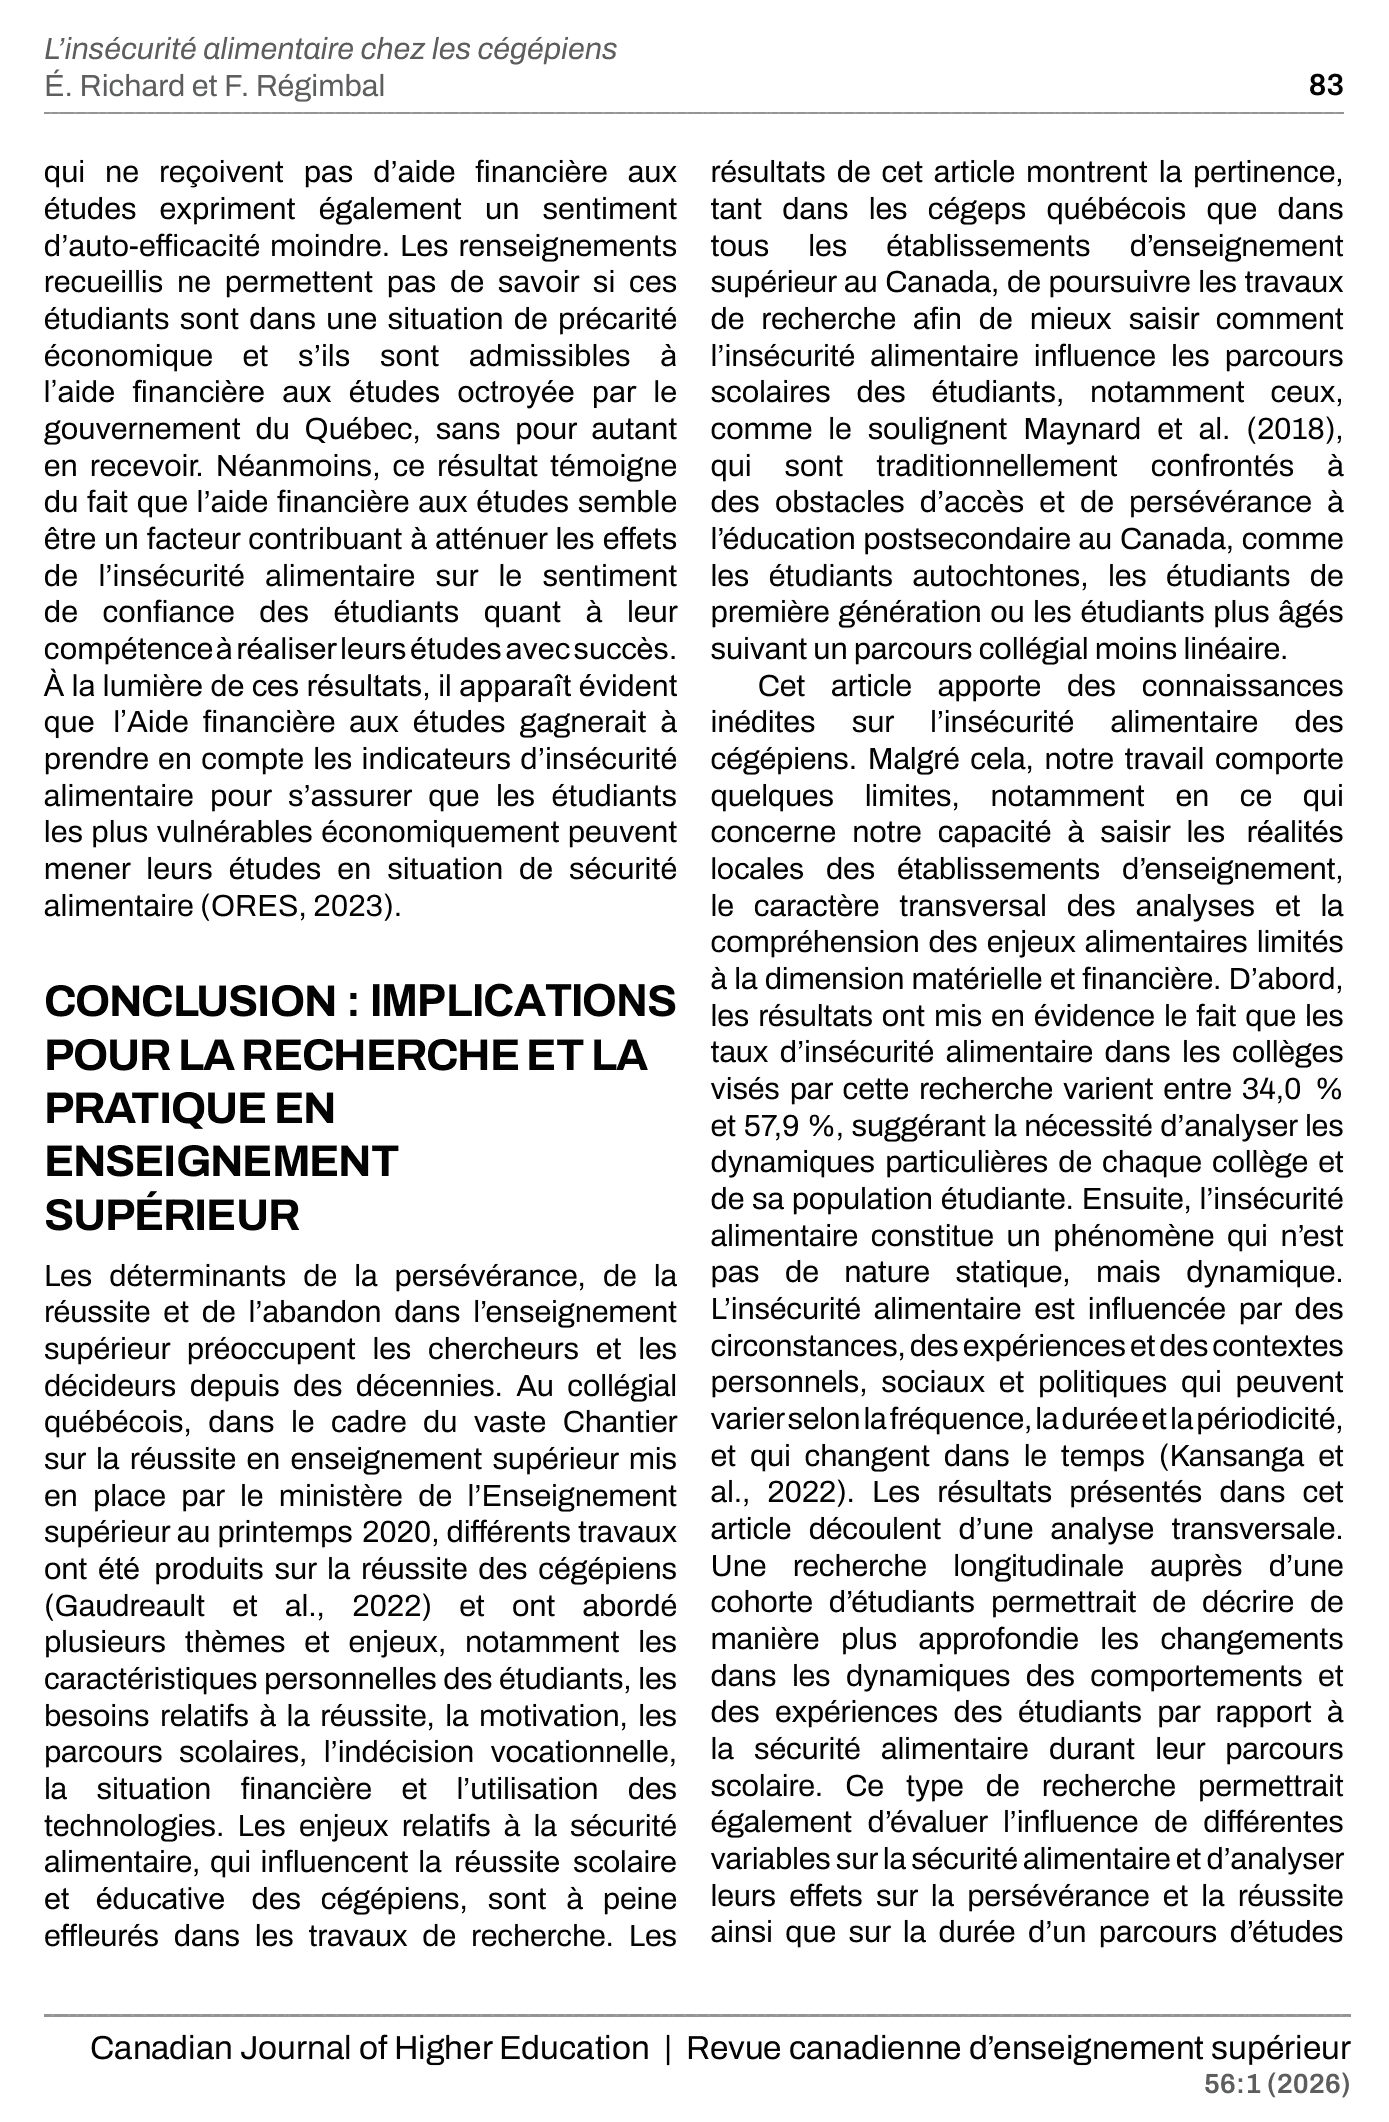 L’insécurité alimentaire chez les cégépiens
É. Richard et F. Régimbal
83
qui ne reçoivent pas d’aide financière aux
études expriment également un sentiment
d’auto-efficacité moindre. Les renseignements
recueillis ne permettent pas de savoir si ces
étudiants sont dans une situation de précarité
économique et s’ils sont admissibles à
l’aide financière aux études octroyée par le
gouvernement du Québec, sans pour autant
en recevoir. Néanmoins, ce résultat témoigne
du fait que l’aide financière aux études semble
être un facteur contribuant à atténuer les effets
de l’insécurité alimentaire sur le sentiment
de confiance des étudiants quant à leur
compétence à réaliser leurs études avec succès.
À la lumière de ces résultats, il apparaît évident
que l’Aide financière aux études gagnerait à
prendre en compte les indicateurs d’insécurité
alimentaire pour s’assurer que les étudiants
les plus vulnérables économiquement peuvent
mener leurs études en situation de sécurité
alimentaire (ORES, 2023).
CONCLUSION : IMPLICATIONS
POUR LA RECHERCHE ET LA
PRATIQUE EN
ENSEIGNEMENT
SUPÉRIEUR
Les déterminants de la persévérance, de la
réussite et de l’abandon dans l’enseignement
supérieur préoccupent les chercheurs et les
décideurs depuis des décennies. Au collégial
québécois, dans le cadre du vaste Chantier
sur la réussite en enseignement supérieur mis
en place par le ministère de l’Enseignement
supérieur au printemps 2020, différents travaux
ont été produits sur la réussite des cégépiens
(Gaudreault et al., 2022) et ont abordé
plusieurs thèmes et enjeux, notamment les
caractéristiques personnelles des étudiants, les
besoins relatifs à la réussite, la motivation, les
parcours scolaires, l’indécision vocationnelle,
la situation financière et l’utilisation des
technologies. Les enjeux relatifs à la sécurité
alimentaire, qui influencent la réussite scolaire
et éducative des cégépiens, sont à peine
effleurés dans les travaux de recherche. Les
résultats de cet article montrent la pertinence,
tant dans les cégeps québécois que dans
tous les établissements d’enseignement
supérieur au Canada, de poursuivre les travaux
de recherche afin de mieux saisir comment
l’insécurité alimentaire influence les parcours
scolaires des étudiants, notamment ceux,
comme le soulignent Maynard et al. (2018),
qui sont traditionnellement confrontés à
des obstacles d’accès et de persévérance à
l’éducation postsecondaire au Canada, comme
les étudiants autochtones, les étudiants de
première génération ou les étudiants plus âgés
suivant un parcours collégial moins linéaire.
Cet article apporte des connaissances
inédites sur l’insécurité alimentaire des
cégépiens. Malgré cela, notre travail comporte
quelques limites, notamment en ce qui
concerne notre capacité à saisir les réalités
locales des établissements d’enseignement,
le caractère transversal des analyses et la
compréhension des enjeux alimentaires limités
à la dimension matérielle et financière. D’abord,
les résultats ont mis en évidence le fait que les
taux d’insécurité alimentaire dans les collèges
visés par cette recherche varient entre 34,0 %
et 57,9 %, suggérant la nécessité d’analyser les
dynamiques particulières de chaque collège et
de sa population étudiante. Ensuite, l’insécurité
alimentaire constitue un phénomène qui n’est
pas de nature statique, mais dynamique.
L’insécurité alimentaire est influencée par des
circonstances, des expériences et des contextes
personnels, sociaux et politiques qui peuvent
varier selon la fréquence, la durée et la périodicité,
et qui changent dans le temps (Kansanga et
al., 2022). Les résultats présentés dans cet
article découlent d’une analyse transversale.
Une recherche longitudinale auprès d’une
cohorte d’étudiants permettrait de décrire de
manière plus approfondie les changements
dans les dynamiques des comportements et
des expériences des étudiants par rapport à
la sécurité alimentaire durant leur parcours
scolaire. Ce type de recherche permettrait
également d’évaluer l’influence de différentes
variables sur la sécurité alimentaire et d’analyser
leurs effets sur la persévérance et la réussite
ainsi que sur la durée d’un parcours d’études
Canadian Journal of Higher Education | Revue canadienne d’enseignement supérieur
56:1 (2026)